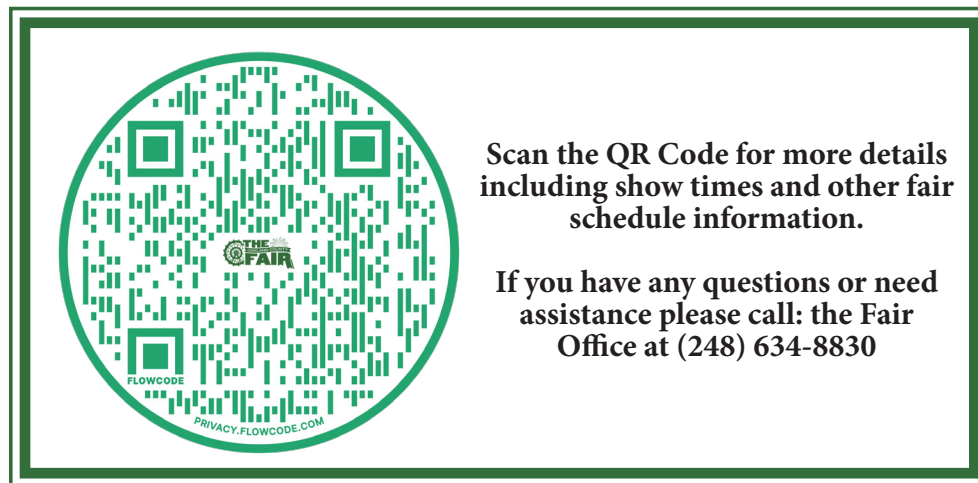 THE
OAKLAND COUNTY
FAIR
FLOWCODE
PRIVACY.FLOWCODE.COM
Scan the QR Code for more details
including show times and other fair
schedule information.
If you have any questions or need
assistance please call: the Fair
Office at (248) 634-8830